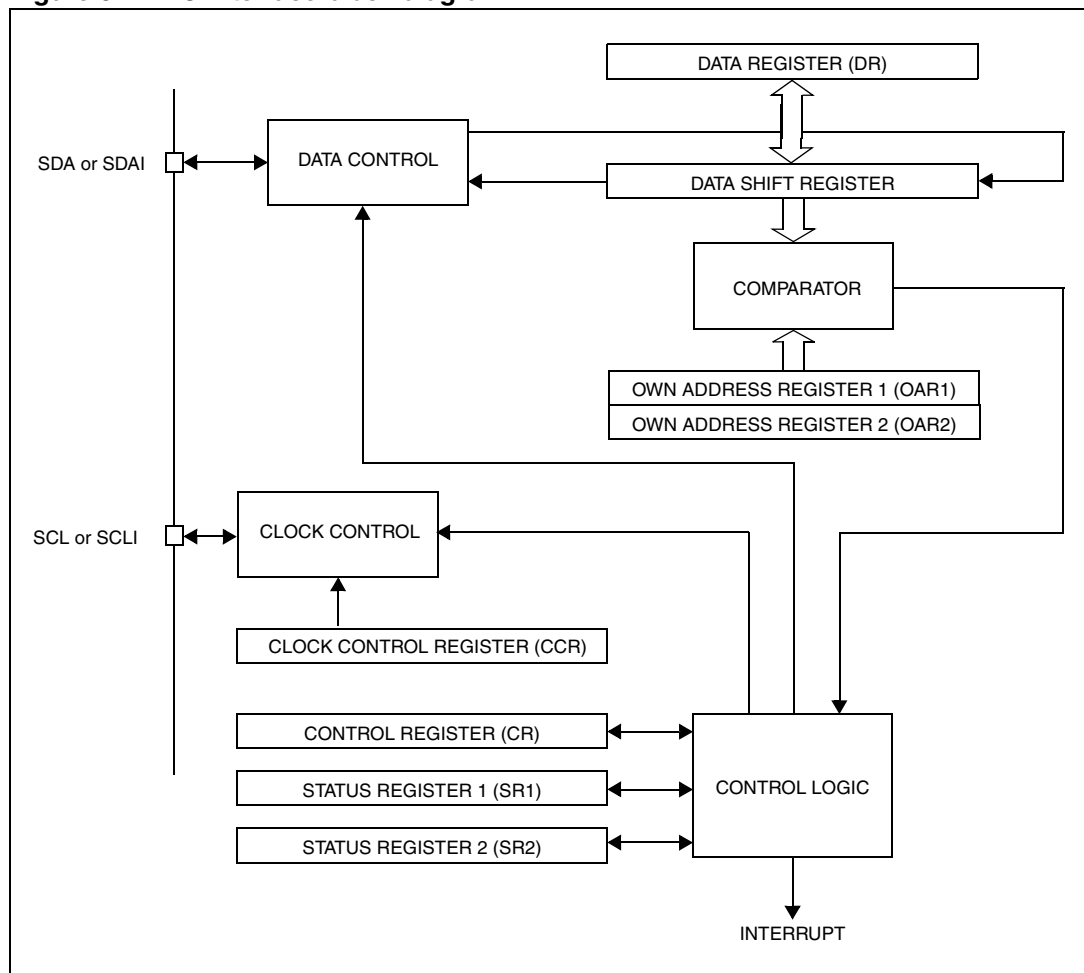 DATA REGISTER (DR)
SDA or SDAI
DATA CONTROL
DATA SHIFT REGISTER
COMPARATOR
OWN ADDRESS REGISTER 1 (OAR1)
OWN ADDRESS REGISTER 2 (OAR2)
SCL or SCLI
CLOCK CONTROL
CLOCK CONTROL REGISTER (CCR)
CONTROL REGISTER (CR)
STATUS REGISTER 1 (SR1)
CONTROL LOGIC
STATUS REGISTER 2 (SR2)
INTERRUPT